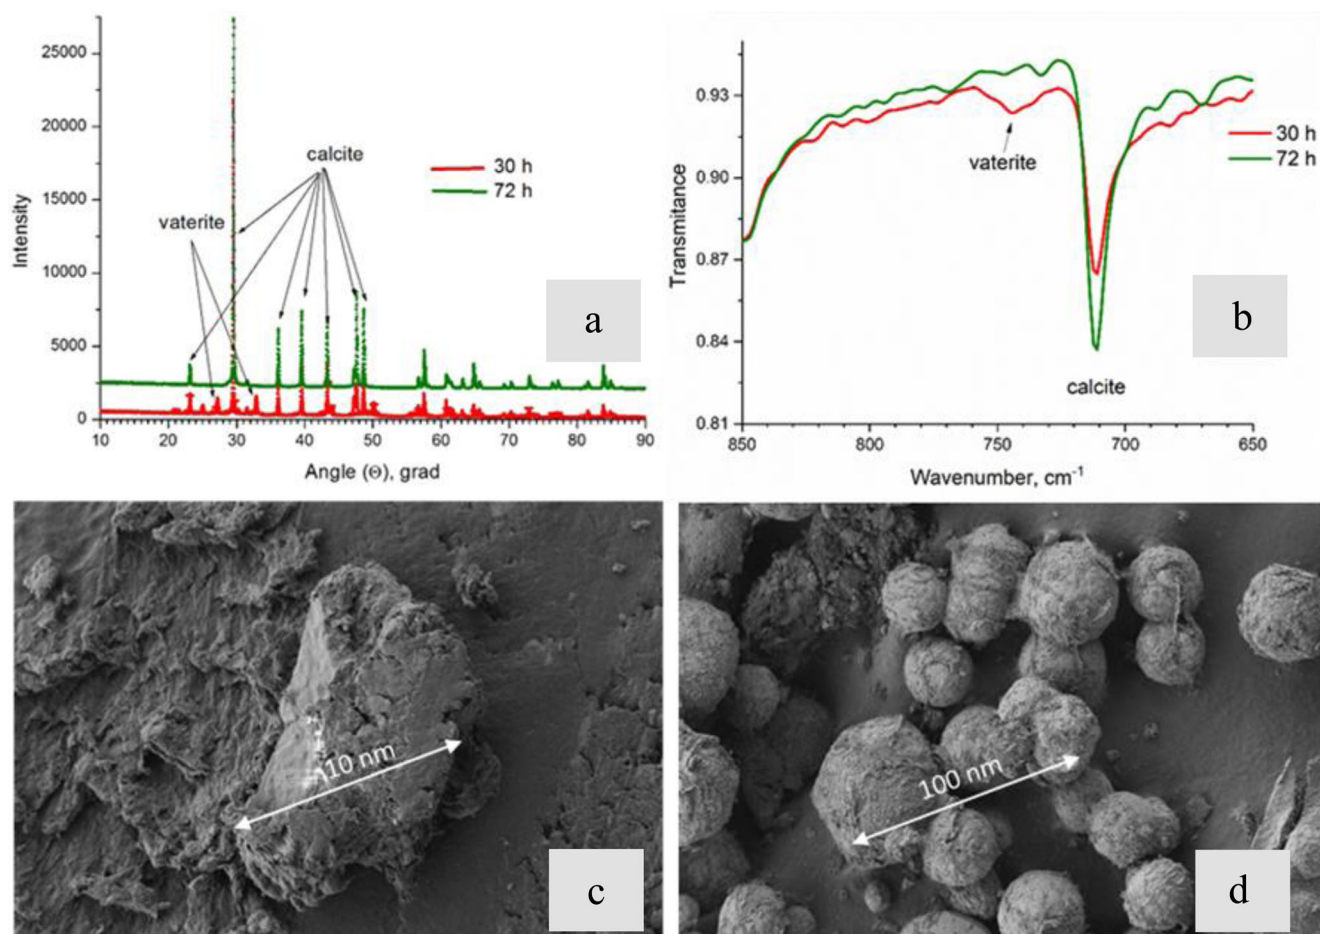 25000
20000
15000
10000
5000
0
Intensity
10 20 30 40 50 60 70 80 90
Angle (Θ), grad
calcite
vaterite
30 h
72 h
a
0.93
0.90
0.87
0.84
0.81
Transmitance
850 800 750 700 650
Wavenumber, cm-1
vaterite
calcite
30 h
72 h
b
10 nm
c
100 nm
d